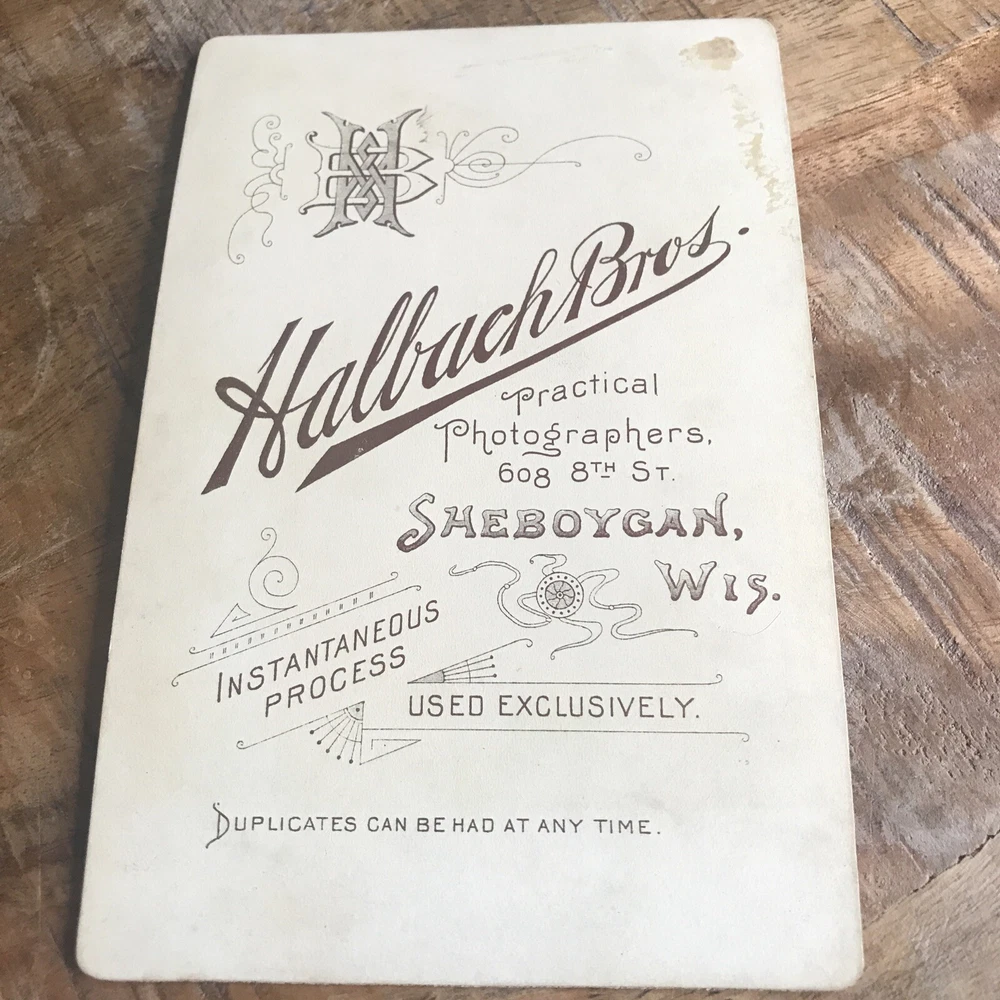 HB
Halbach Bros.
Practical
Photographers,
608 8TH ST.
SHEBOYGAN,
WIS.
INSTANTANEOUS
PROCESS
USED EXCLUSIVELY.
DUPLICATES CAN BE HAD AT ANY TIME.